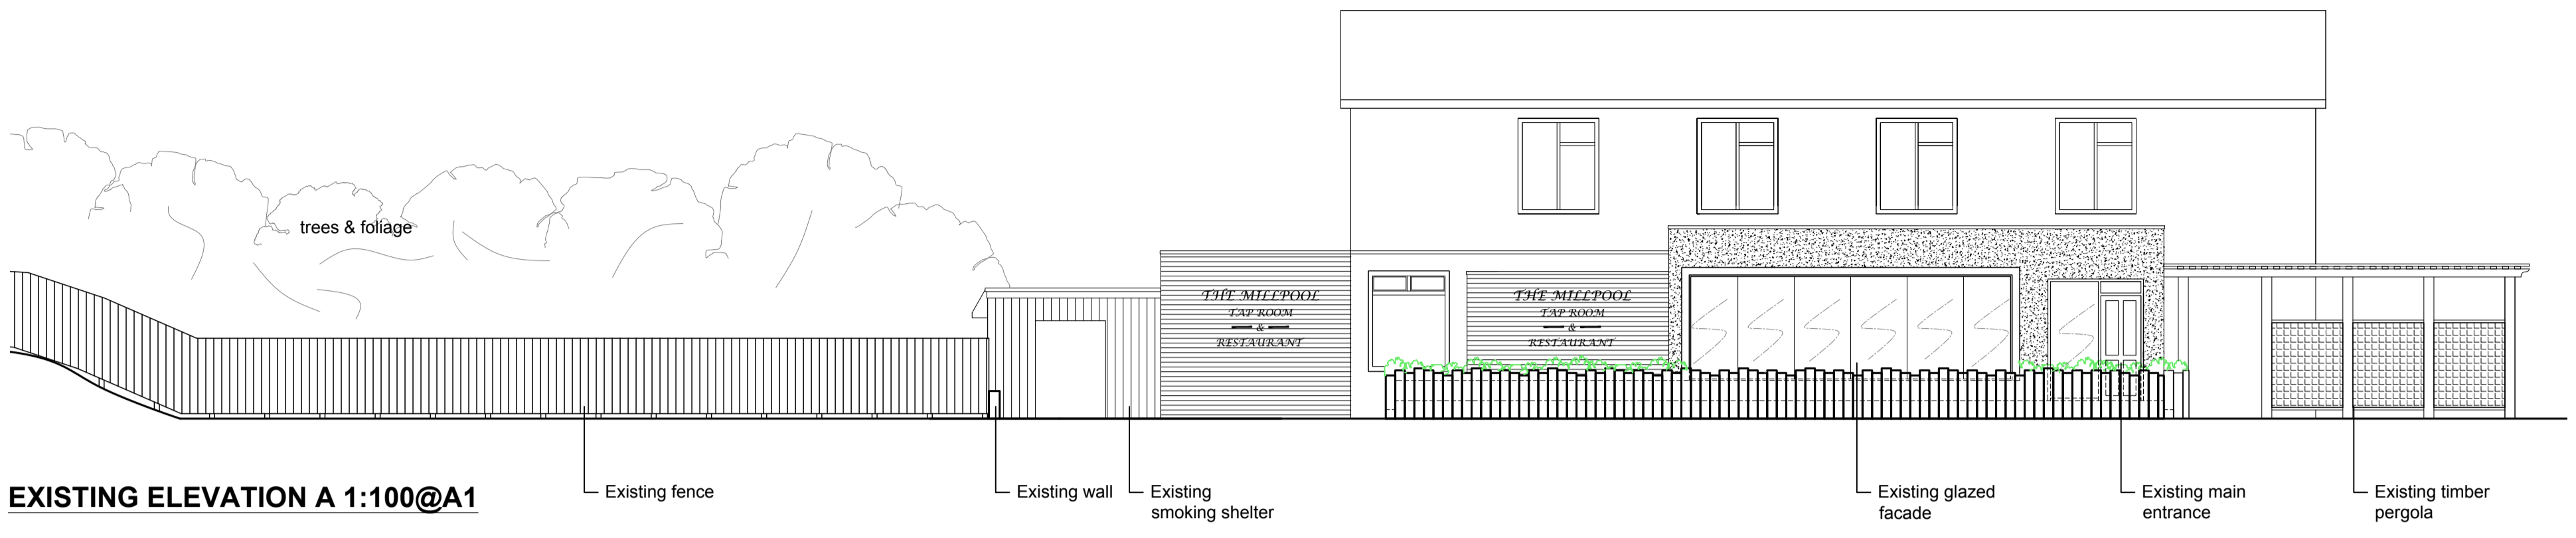 trees & foliage
THE MILLPOOL
TAP ROOM
&
RESTAURANT
THE MILLPOOL
TAP ROOM
&
RESTAURANT
EXISTING ELEVATION A 1:100@A1
Existing fence
Existing wall
Existing
smoking shelter
Existing glazed
facade
Existing main
entrance
Existing timber
pergola